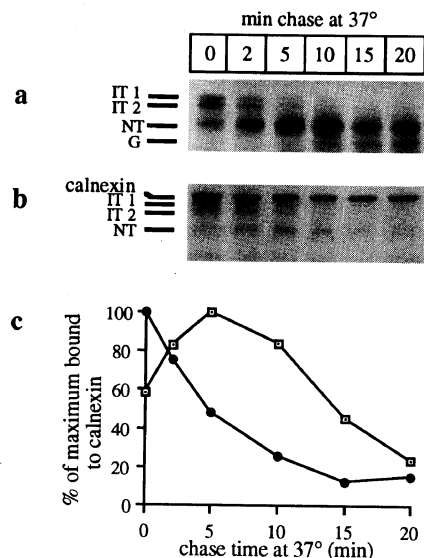 min chase at 37°
0 2 5 10 15 20
a
IT 1
IT 2
NT
G
b
calnexin
IT 1
IT 2
NT
c
% of maximum bound
to calnexin
100
80
60
40
20
0
0 5 10 15 20
chase time at 37° (min)